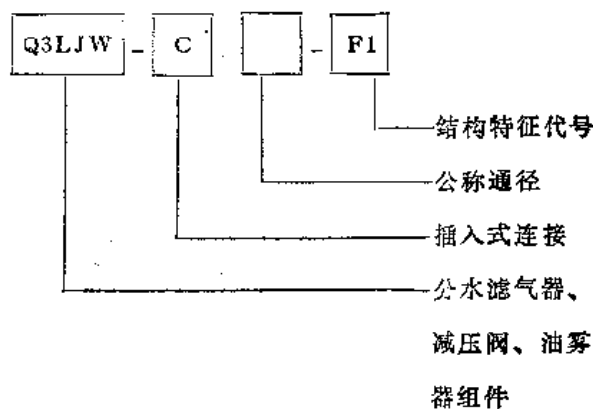 Q3LJW - C □ - F1
结构特征代号
公称通径
插入式连接
分水滤气器、
减压阀、油雾
器组件